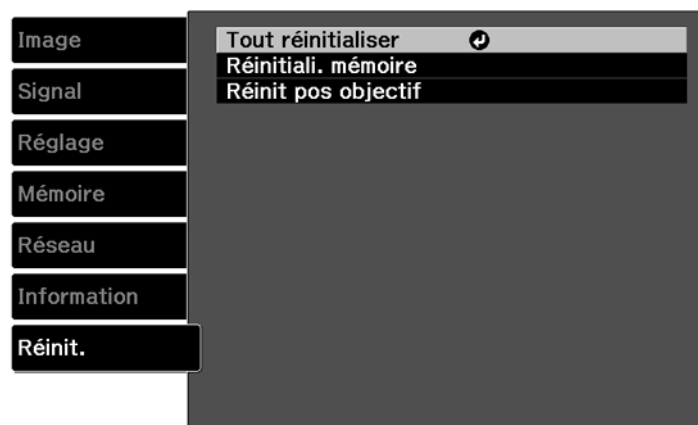 Image
Signal
Réglage
Mémoire
Réseau
Information
Réinit.
Tout réinitialiser
Réinitiali. mémoire
Réinit pos objectif